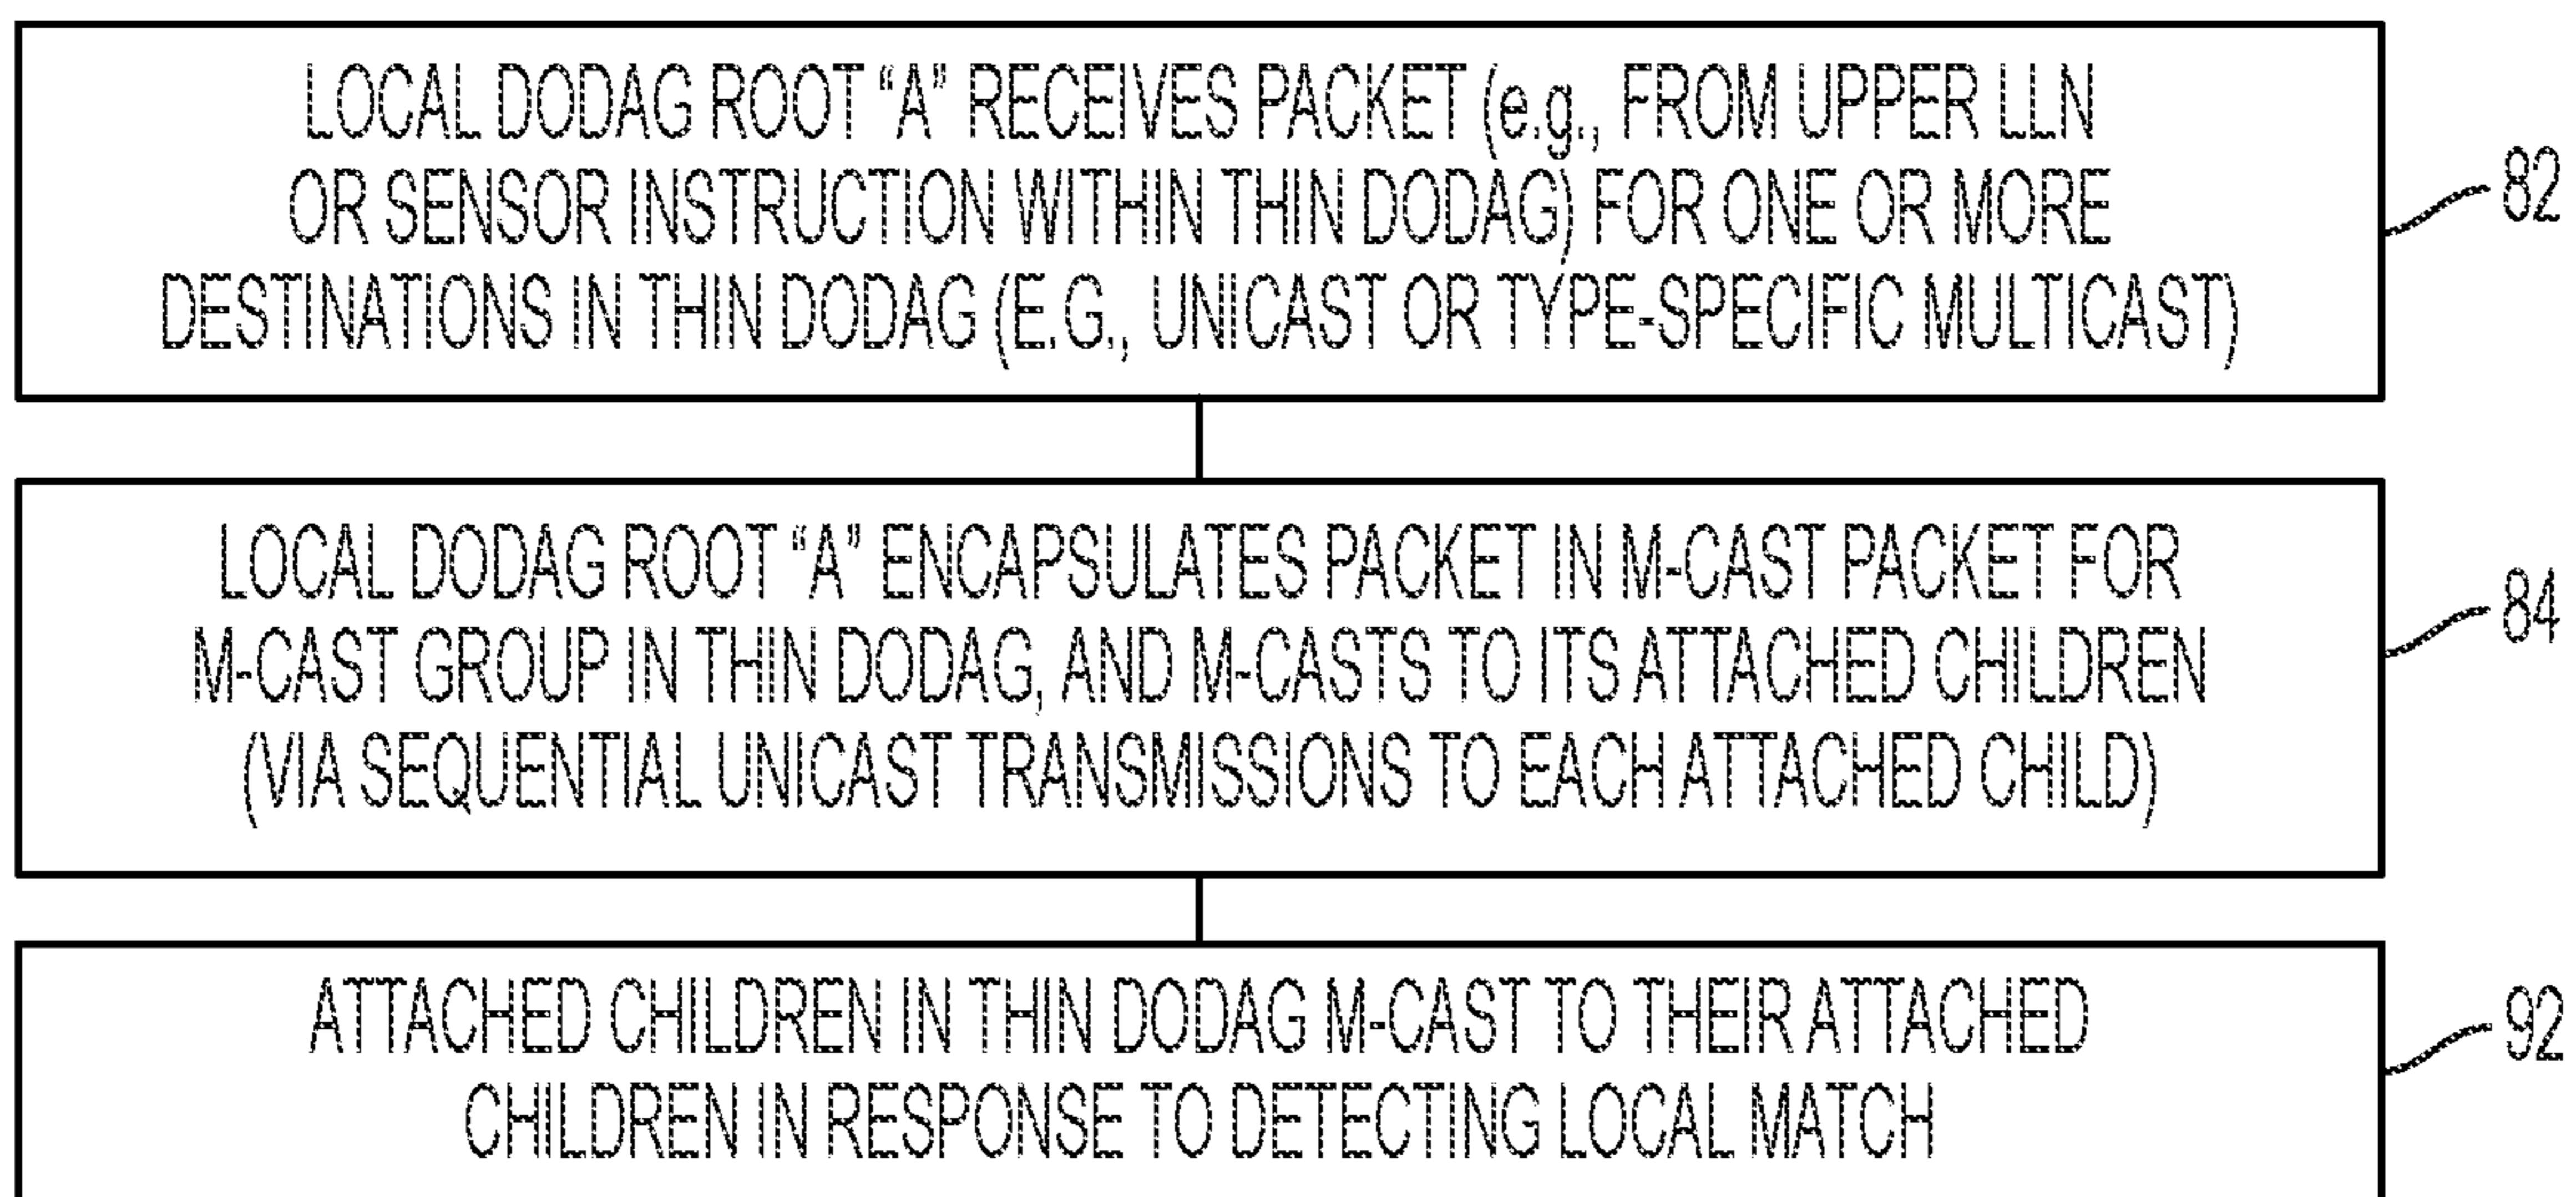 LOCAL DODAG ROOT “A” RECEIVES PACKET (e.g., FROM UPPER LLN
OR SENSOR INSTRUCTION WITHIN THIN DODAG) FOR ONE OR MORE
DESTINATIONS IN THIN DODAG (E.G., UNICAST OR TYPE-SPECIFIC MULTICAST)
82
LOCAL DODAG ROOT “A” ENCAPSULATES PACKET IN M-CAST PACKET FOR
M-CAST GROUP IN THIN DODAG, AND M-CASTS TO ITS ATTACHED CHILDREN
(VIA SEQUENTIAL UNICAST TRANSMISSIONS TO EACH ATTACHED CHILD)
84
ATTACHED CHILDREN IN THIN DODAG M-CAST TO THEIR ATTACHED
CHILDREN IN RESPONSE TO DETECTING LOCAL MATCH
92